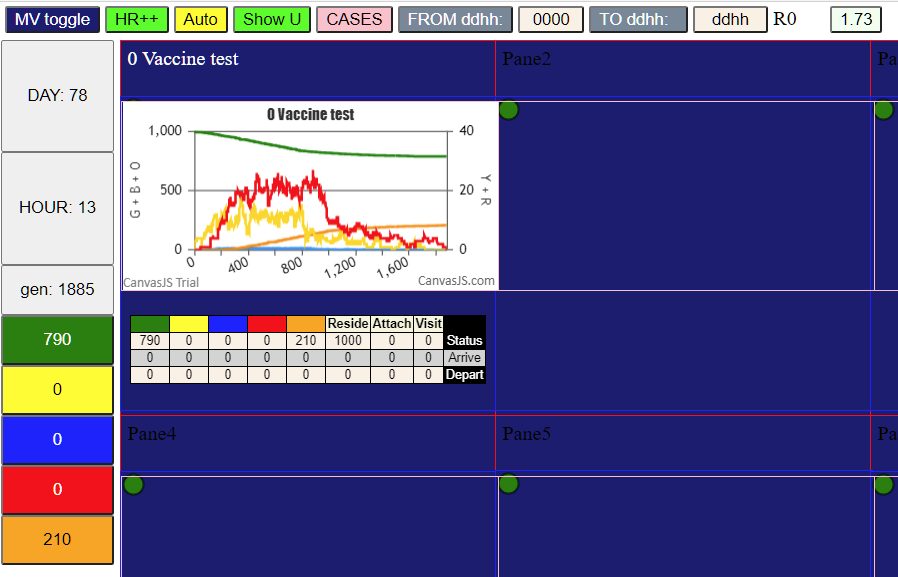 MV toggle HR++ Auto Show U CASES FROM ddhh: 0000 TO ddhh: ddhh R0 1.73
DAY: 78
HOUR: 13
gen: 1885
790
0
0
0
210
0 Vaccine test Pane2 Pa
0 Vaccine test
1,000 40
500 20
0 0
G + B + O
Y + R
0 400 800 1,200 1,600
CanvasJS Trial CanvasJS.com
Reside Attach Visit
790 0 0 0 210 1000 0 0 Status
0 0 0 0 0 0 0 0 Arrive
0 0 0 0 0 0 0 0 Depart
Pane4 Pane5 Pa